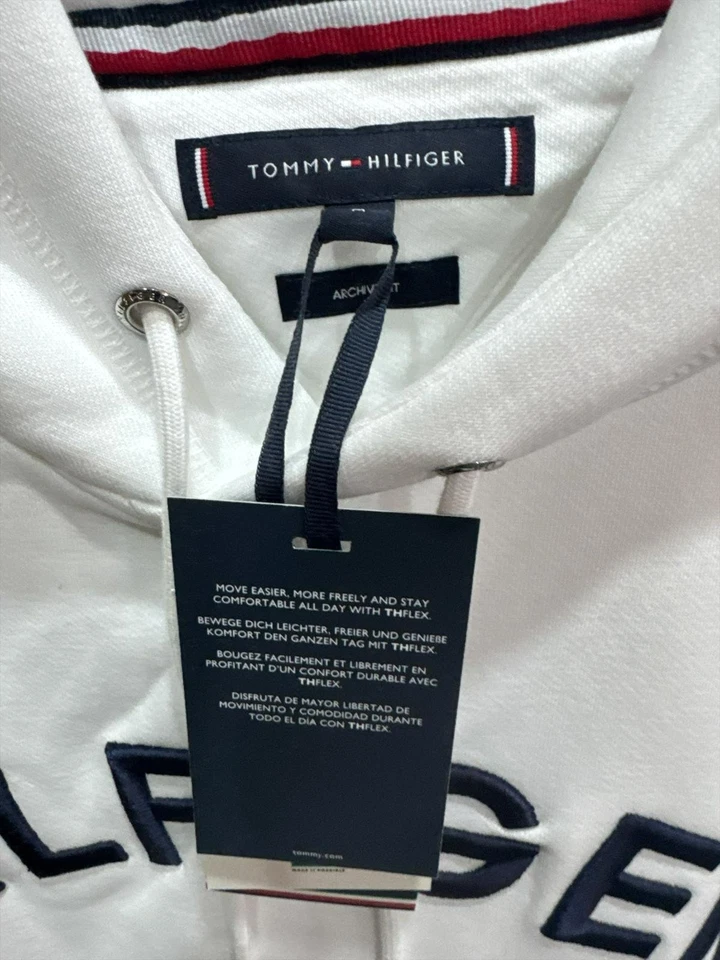 TOMMY HILFIGER
MOVE EASIER, MORE FREELY AND STAY
COMFORTABLE ALL DAY WITH THFLEX.
BEWEGE DICH LEICHTER, FREIER UND GENIEßE
KOMFORT DEN GANZEN TAG MIT THFLEX.
BOUGEZ FACILEMENT ET LIBREMENT EN
PROFITANT D'UN CONFORT DURABLE AVEC
THFLEX.
DISFRUTA DE MAYOR LIBERTAD DE
MOVIMIENTO Y COMODIDAD DURANTE
TODO EL DÍA CON THFLEX.
tommy.com